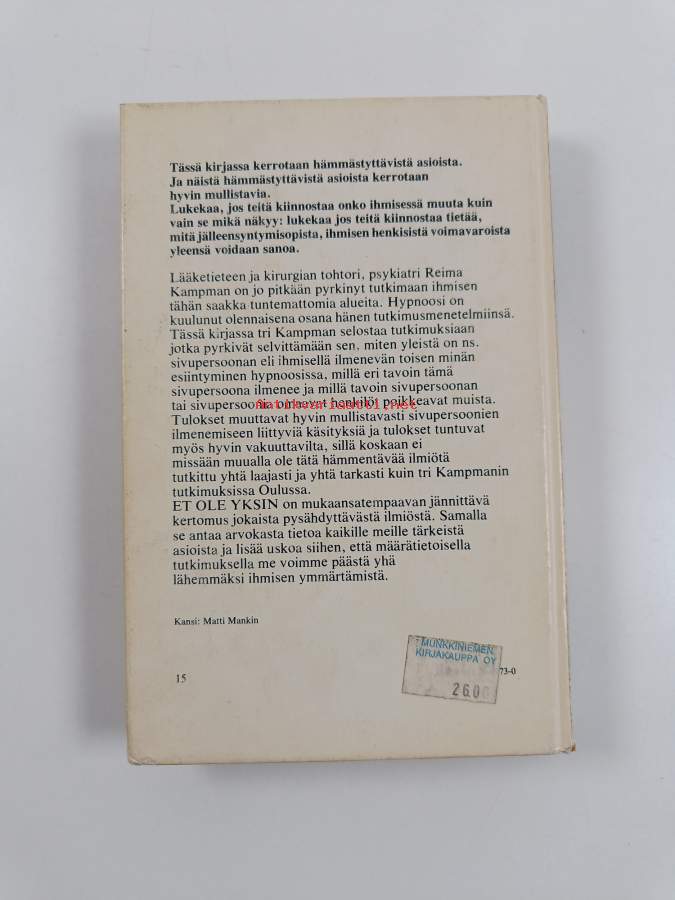 Tässä kirjassa kerrotaan hämmästyttävistä asioista.
Ja näistä hämmästyttävistä asioista kerrotaan
hyvin mullistavia.
Lukekaa, jos teitä kiinnostaa onko ihmisessä muuta kuin
vain se mikä näkyy: lukekaa jos teitä kiinnostaa tietää,
mitä jälleensyntymisopista, ihmisen henkisistä voimavaroista
yleensä voidaan sanoa.
Lääketieteen ja kirurgian tohtori, psykiatri Reima
Kampman on jo pitkään pyrkinyt tutkimaan ihmisen
tähän saakka tuntemattomia alueita. Hypnoosi on
kuulunut olennaisena osana hänen tutkimusmenetelmiinsä.
Tässä kirjassa tri Kampman selostaa tutkimuksiaan
jotka pyrkivät selvittämään sen, miten yleistä on ns.
sivupersoonan eli ihmisellä ilmenevän toisen minän
esiintyminen hypnoosissa, millä eri tavoin tämä
sivupersoona ilmenee ja millä tavoin sivupersoonan
tai sivupersoonia omaavat henkilöt poikkeavat muista.
antikvariaatti.net
Tulokset muuttavat hyvin mullistavasti sivupersoonien
ilmenemiseen liittyviä käsityksiä ja tulokset tuntuvat
myös hyvin vakuuttavilta, sillä koskaan ei
missään muualla ole tätä hämmentävää ilmiötä
tutkittu yhtä laajasti ja yhtä tarkasti kuin tri Kampmanin
tutkimuksissa Oulussa.
ET OLE YKSIN on mukaansatempaavan jännittävä
kertomus jokaista pysähdyttävästä ilmiöstä. Samalla
se antaa arvokasta tietoa kaikille meille tärkeistä
asioista ja lisää uskoa siihen, että määrätietoisella
tutkimuksella me voimme päästä yhä
lähemmäksi ihmisen ymmärtämistä.
Kansi: Matti Mankin
MUNKKINIEMEN
KIRJAKAUPPA OY
26.00
15
73-0